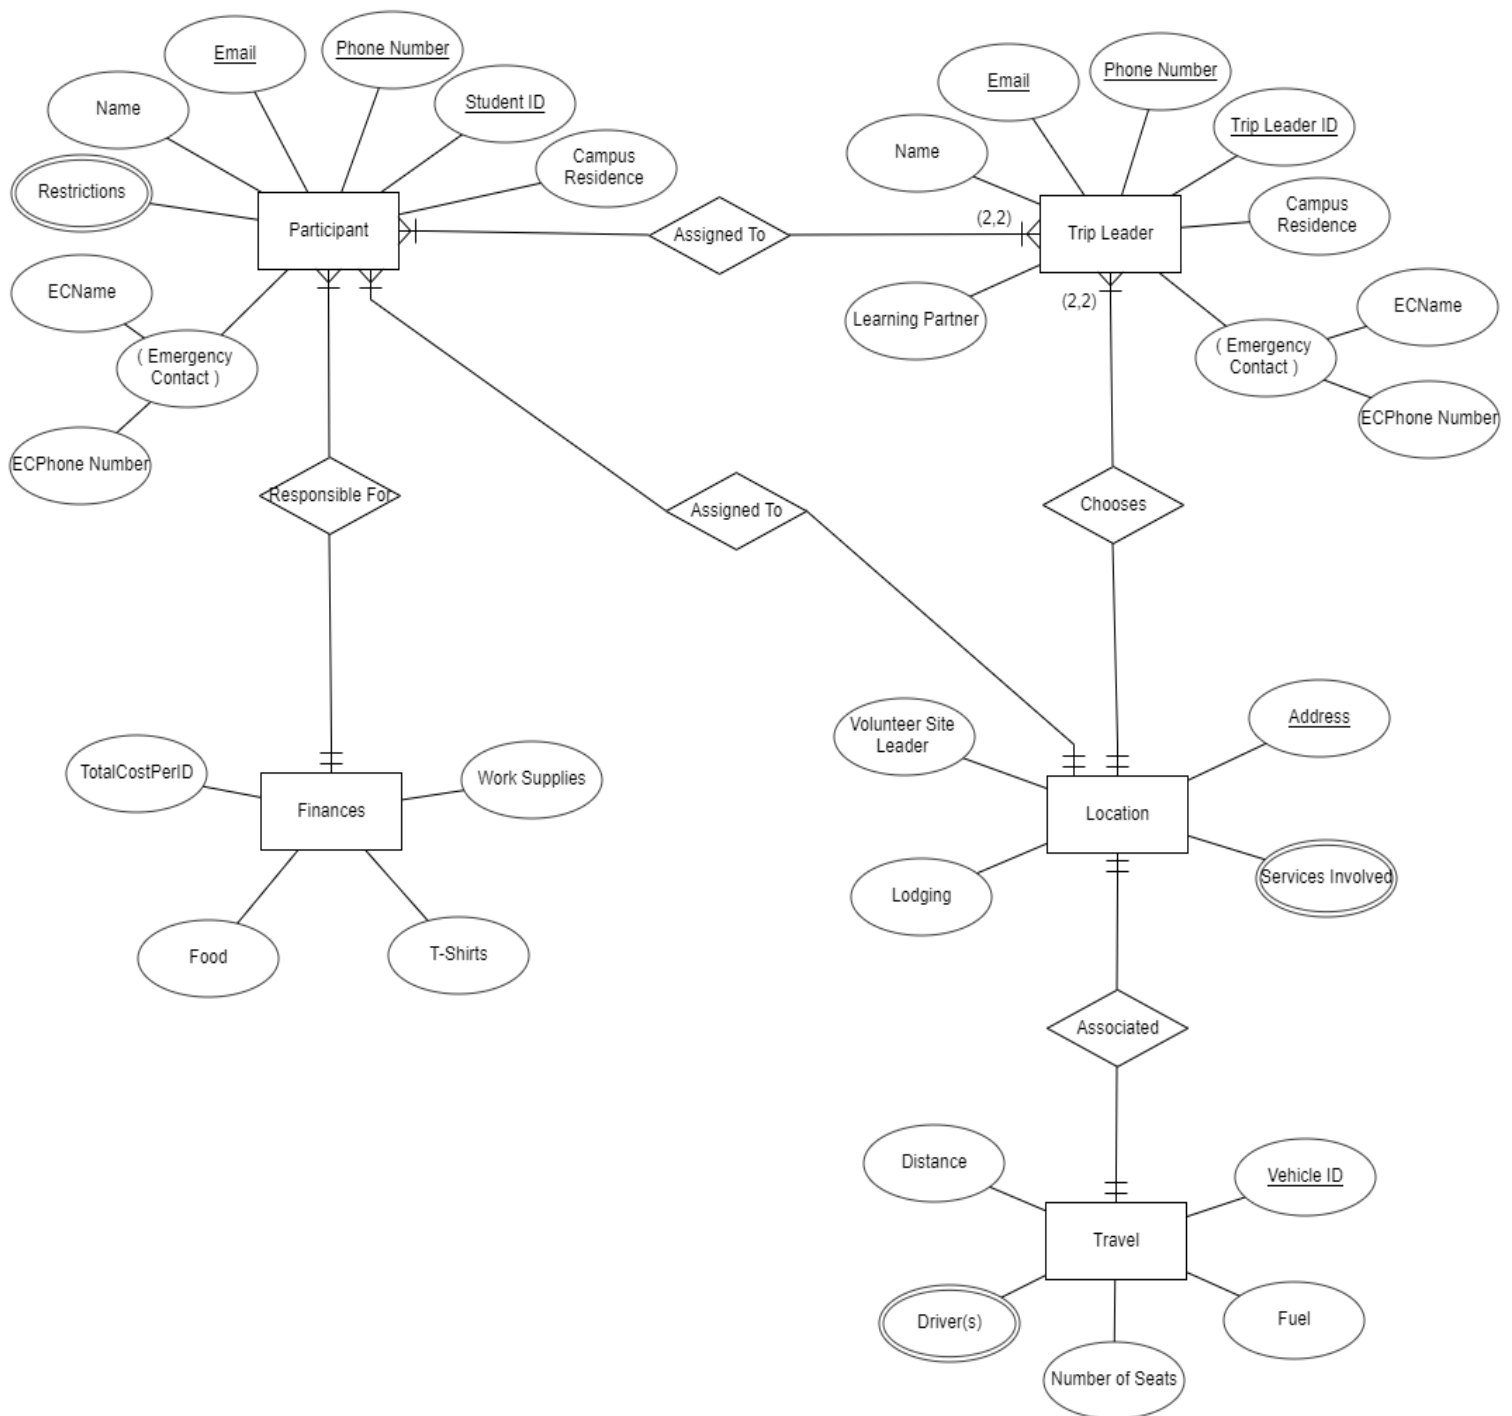 Email
Phone Number
Name
Student ID
Campus
Residence
Restrictions
Participant
ECName
( Emergency
Contact )
ECPhone Number
Assigned To
(2,2)
Email
Phone Number
Trip Leader ID
Name
Campus
Residence
Trip Leader
Learning Partner
(2,2)
ECName
( Emergency
Contact )
ECPhone Number
Responsible For
Assigned To
Chooses
TotalCostPerID
Work Supplies
Finances
Food
T-Shirts
Volunteer Site
Leader
Address
Location
Lodging
Services Involved
Associated
Distance
Vehicle ID
Travel
Driver(s)
Fuel
Number of Seats